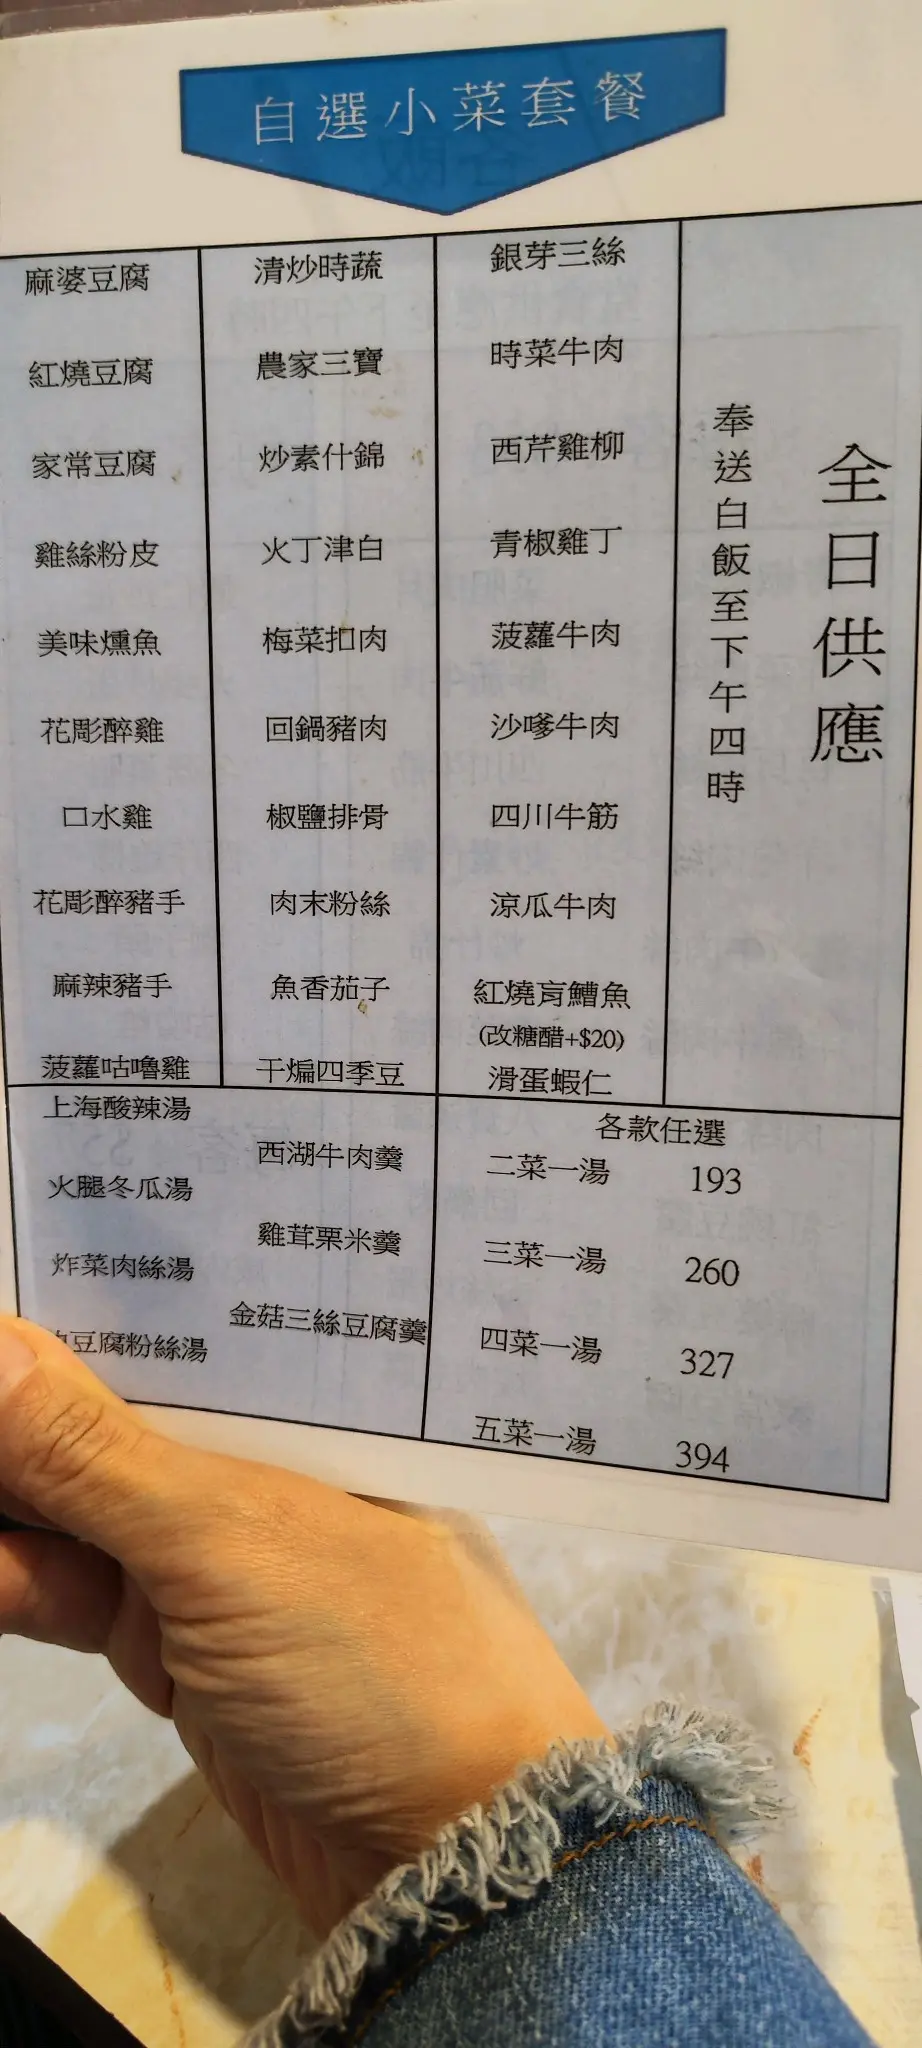 自選小菜套餐
麻婆豆腐
紅燒豆腐
家常豆腐
雞絲粉皮
美味燻魚
花彫醉雞
口水雞
花彫醉豬手
麻辣豬手
菠蘿咕嚕雞
清炒時蔬
農家三寶
炒素什錦
火丁津白
梅菜扣肉
回鍋豬肉
椒鹽排骨
肉末粉絲
魚香茄子
干煸四季豆
銀芽三絲
時菜牛肉
西芹雞柳
青椒雞丁
菠蘿牛肉
沙嗲牛肉
四川牛筋
涼瓜牛肉
紅燒肓鰽魚
(改糖醋+$20)
滑蛋蝦仁
全日供應
奉送白飯至下午四時
上海酸辣湯
火腿冬瓜湯
炸菜肉絲湯
豆腐粉絲湯
西湖牛肉羹
雞茸栗米羹
金菇三絲豆腐羹
各款任選
二菜一湯 193
三菜一湯 260
四菜一湯 327
五菜一湯 394